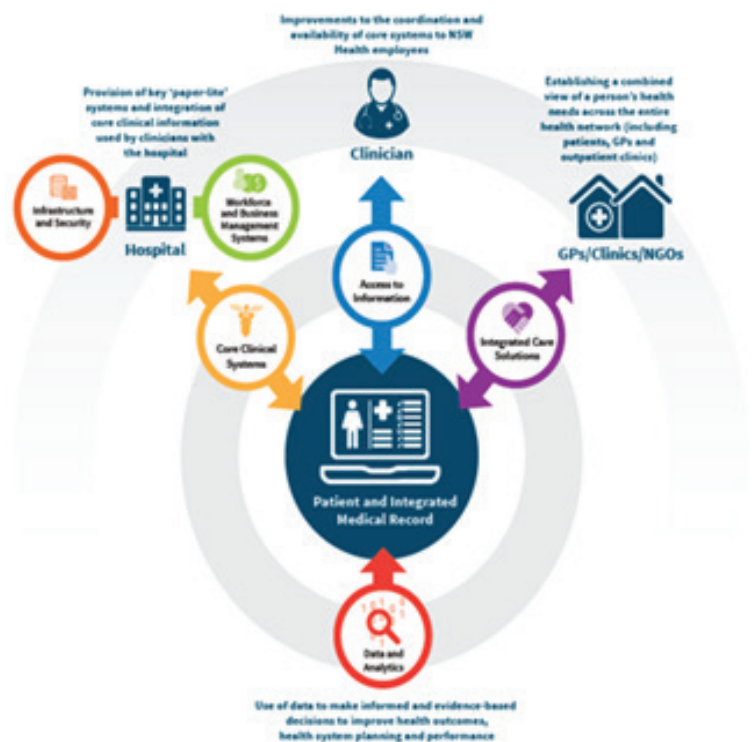 Improvements to the coordination and
availability of core systems to NSW
Health employees
Clinician
Provision of key 'paper-lite'
systems and integration of
core clinical information
used by clinicians with
the hospital
Infrastructure
and Security
Hospital
Workforce
and Business
Management
Systems
Establishing a combined
view of a person's health
needs across the entire
health network (including
patients, GPs and
outpatient clinics)
GPs/Clinics/NGOs
Core Clinical
Systems
Access to
Information
Integrated Care
Solutions
Patient and Integrated
Medical Record
Data and
Analytics
Use of data to make informed and evidence-based
decisions to improve health outcomes,
health system planning and performance